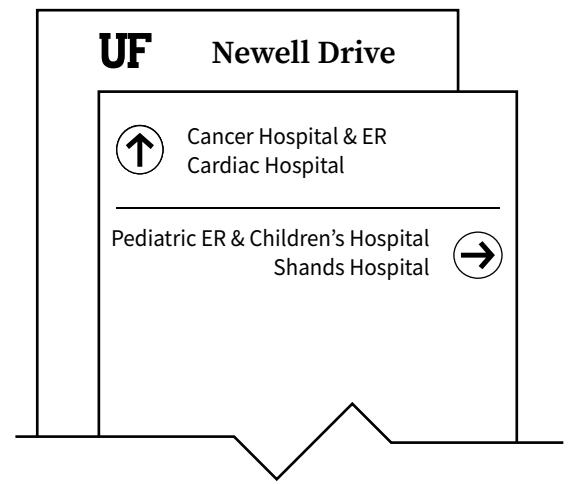 UF Newell Drive
Cancer Hospital & ER
Cardiac Hospital
Pediatric ER & Children’s Hospital
Shands Hospital